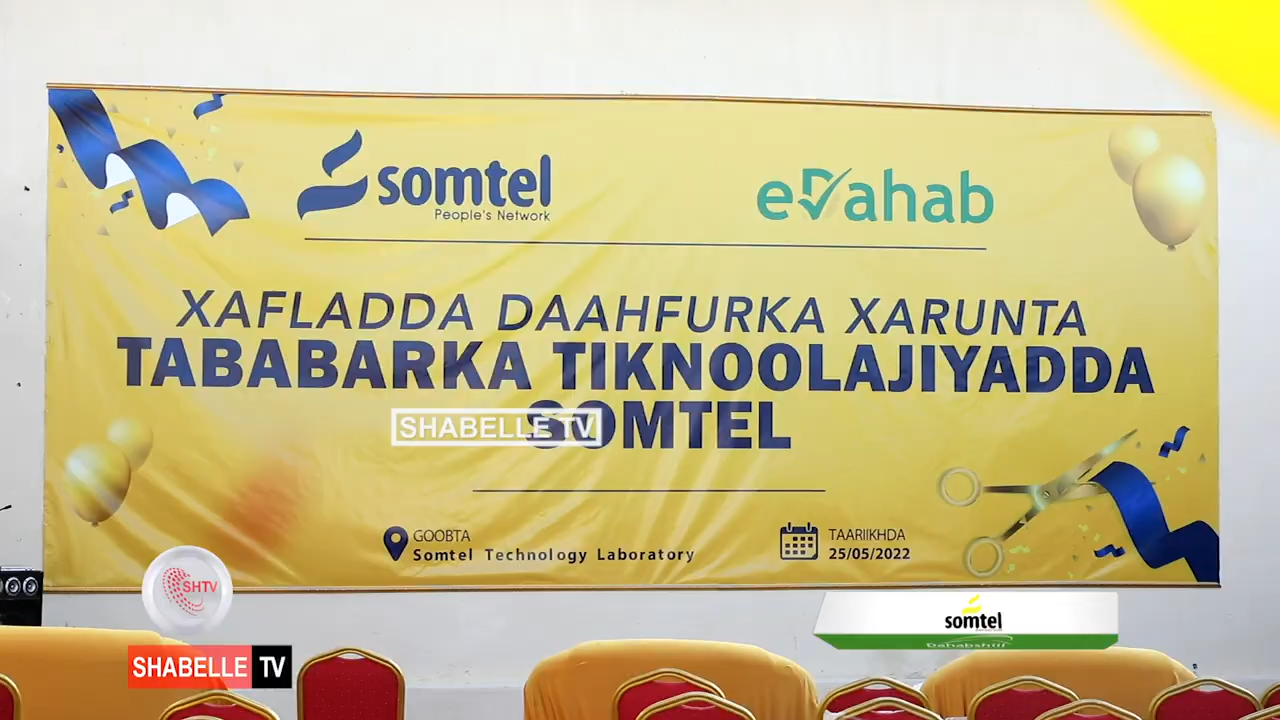 somtel
People's Network
eDahab
XAFLADDA DAAHFURKA XARUNTA
TABABARKA TIKNOOLAJIYADDA
SOMTEL
SHABELLE TV
GOOBTA
Somtel Technology Laboratory
TAARIIKHDA
25/05/2022
SHTV
SHABELLE TV
somtel
Dahabshiil